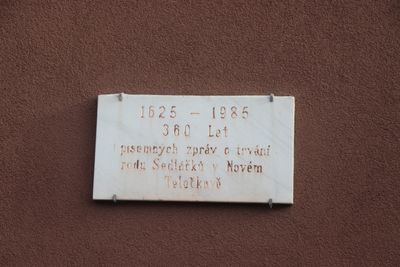 1625 – 1985
360 Let
písemných zpráv o trvání
rodu Sedláčků v Novém
Telečkově